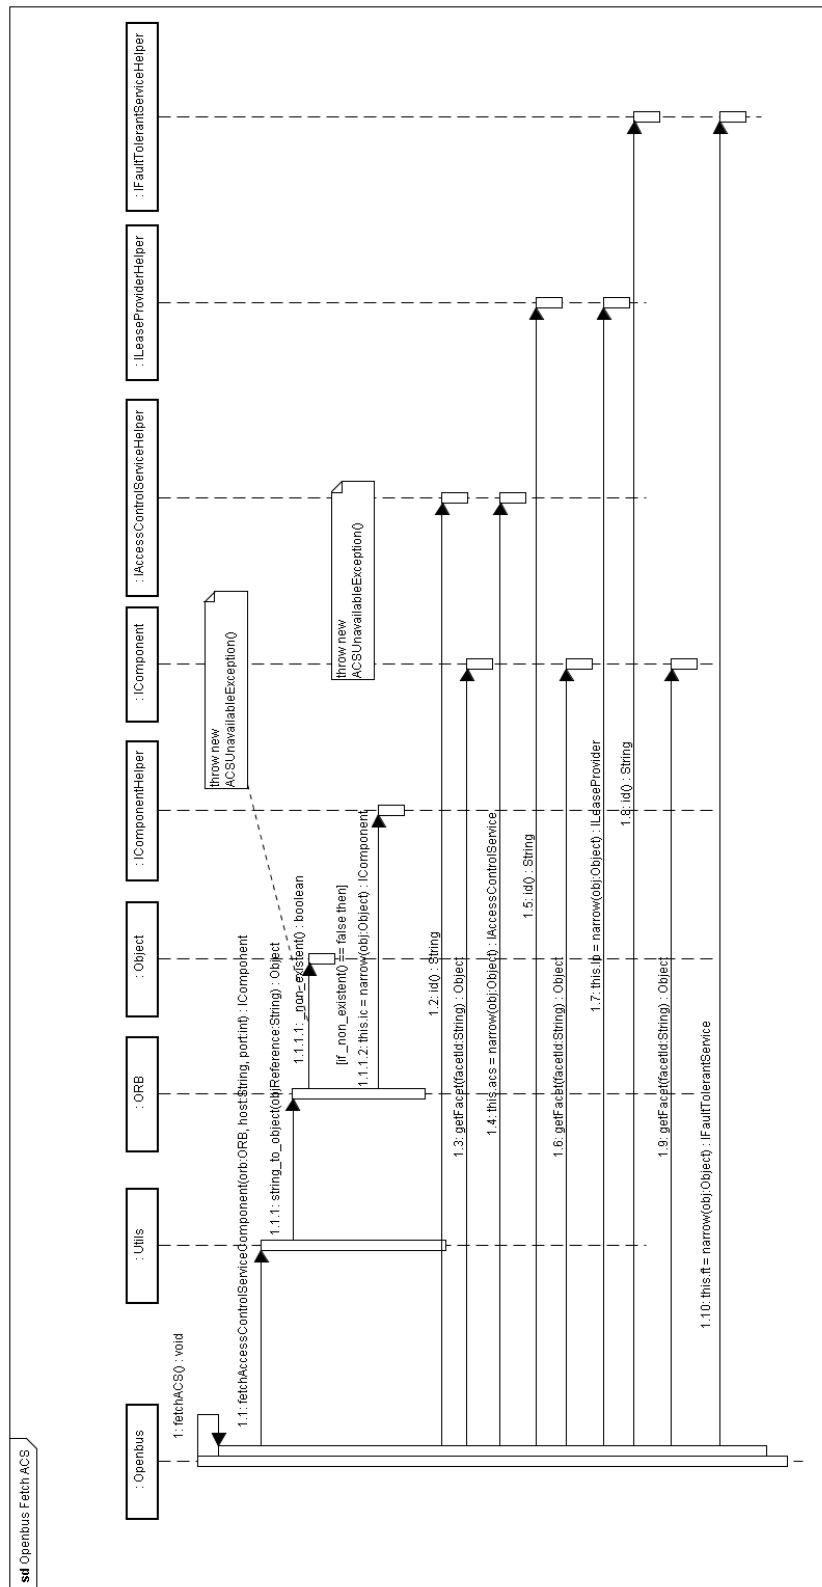 sd Openbus Fetch ACS
: Openbus
: Utils
: ORB
: Object
: IComponentHelper
: IComponent
: IAccessControlServiceHelper
: ILeaseProviderHelper
: IFaultTolerantServiceHelper
1: fetchACS() : void
1.1: fetchAccessControlServiceComponent(orb:ORB, host:String, port:int) : IComponent
1.1.1: string_to_object(objReference:String) : Object
1.1.1.1: _non_existent() : boolean
throw new
ACSUnavailableException()
[if _non_existent() == false then]
1.1.1.2: this.ic = narrow(obj:Object) : IComponent
throw new
ACSUnavailableException()
1.2: id() : String
1.3: getFacet(facetId:String) : Object
1.4: this.acs = narrow(obj:Object) : IAccessControlService
1.5: id() : String
1.6: getFacet(facetId:String) : Object
1.7: this.lp = narrow(obj:Object) : ILeaseProvider
1.8: id() : String
1.9: getFacet(facetId:String) : Object
1.10: this.ft = narrow(obj:Object) : IFaultTolerantService